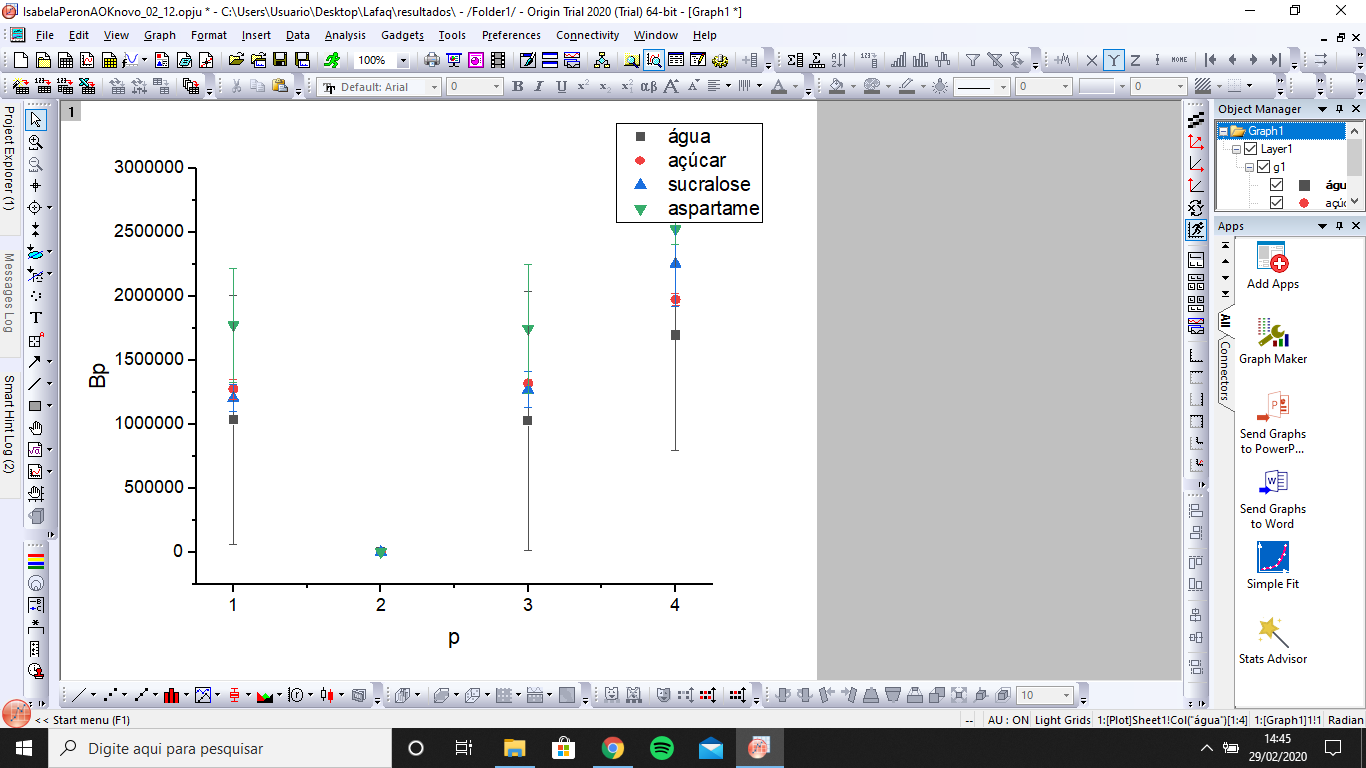 IsabelaPeronAOKnovo_02_12.opju * - C:\Users\Usuario\Desktop\Lafaq\resultados\ - /Folder1/ - Origin Trial 2020 (Trial) 64-bit - [Graph1 *]
File Edit View Graph Format Insert Data Analysis Gadgets Tools Preferences Connectivity Window Help
100%
HOME
Default: Arial 0 B I U αβ A A 0 0
Project Explorer (1)
Messages Log
Smart Hint Log (2)
1
água
açúcar
sucralose
aspartame
3000000
2500000
2000000
1500000
1000000
500000
0
Bp
1 2 3 4
p
Object Manager
Graph1
Layer1
g1
águ
açúc
Apps
All
Connectors
Add Apps
Graph Maker
Send Graphs
to PowerP...
Send Graphs
to Word
Simple Fit
Stats Advisor
10
<< Start menu (F1) -- AU : ON Light Grids 1:[Plot]Sheet1!Col("água")[1:4] 1:[Graph1]1!1 Radian
Digite aqui para pesquisar
14:45
29/02/2020